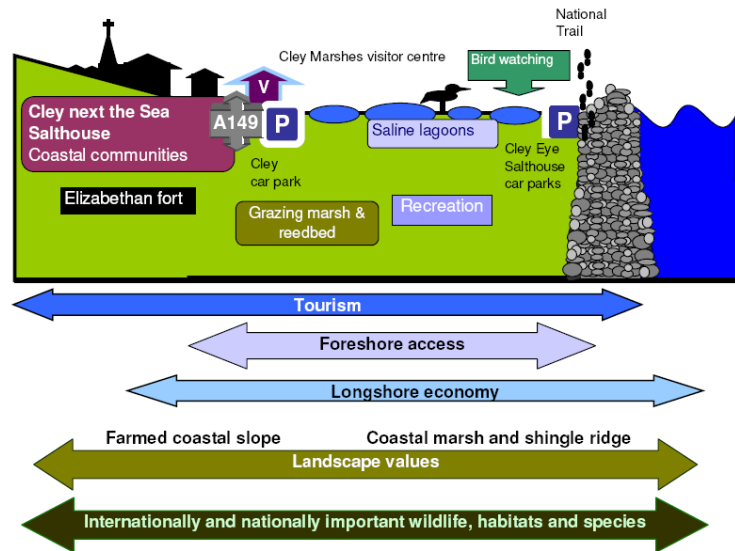 National
Trail
Cley Marshes visitor centre
Bird watching
V
Cley next the Sea
Salthouse
Coastal communities
A149
P
Saline lagoons
P
Cley
car park
Cley Eye
Salthouse
car parks
Elizabethan fort
Grazing marsh &
reedbed
Recreation
Tourism
Foreshore access
Longshore economy
Farmed coastal slope
Coastal marsh and shingle ridge
Landscape values
Internationally and nationally important wildlife, habitats and species